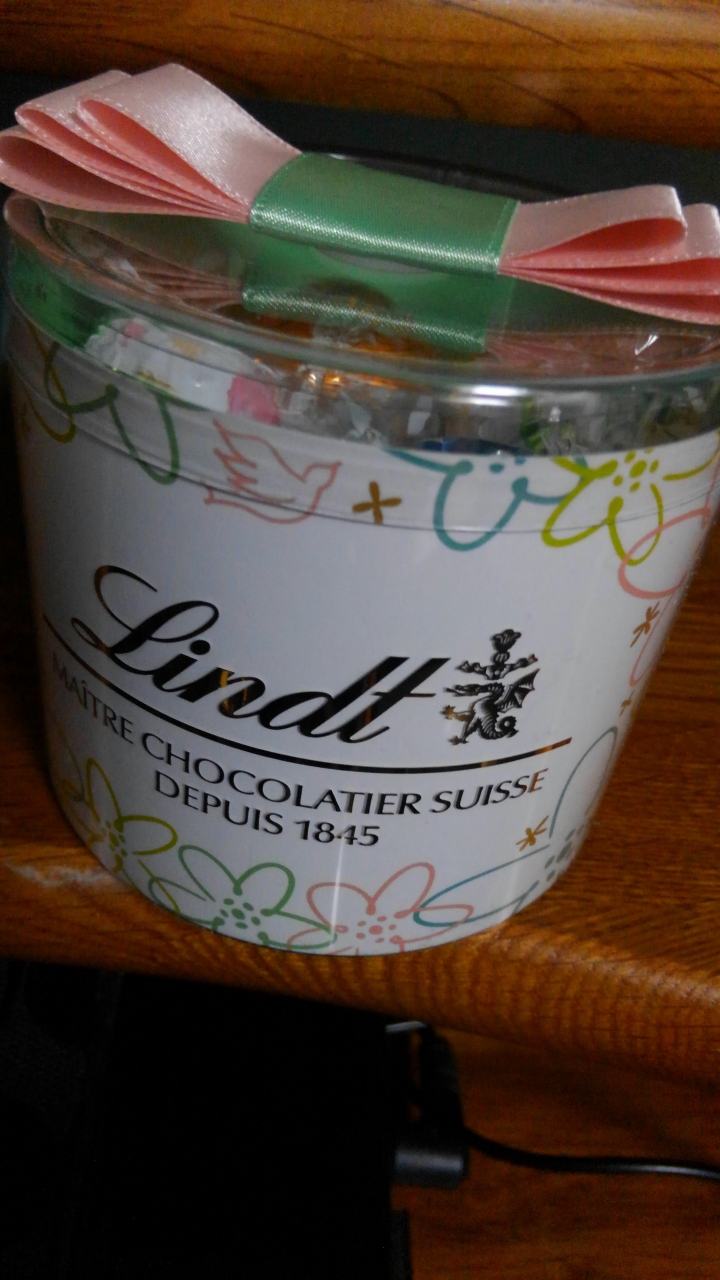 Lindt
MAÎTRE CHOCOLATIER SUISSE
DEPUIS 1845